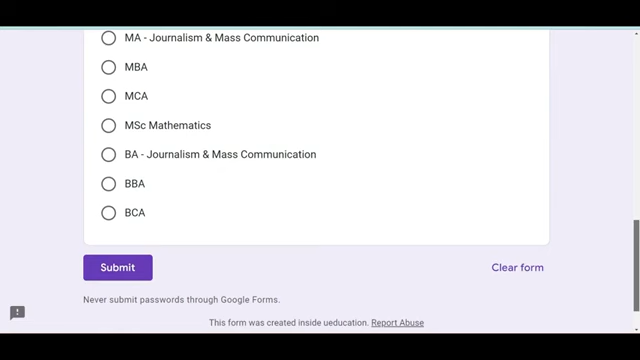 MA - Journalism & Mass Communication
MBA
MCA
MSc Mathematics
BA - Journalism & Mass Communication
BBA
BCA
Submit Clear form
Never submit passwords through Google Forms.
This form was created inside ueducation. Report Abuse